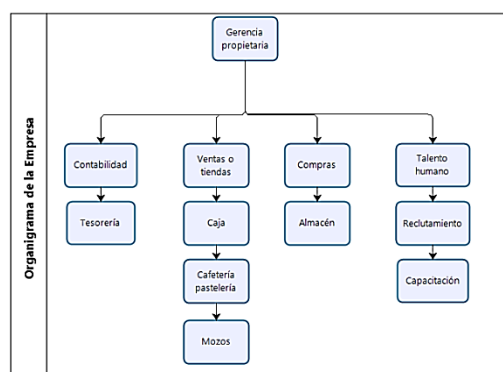 Organigrama de la Empresa
Gerencia
propietaria
Contabilidad
Ventas o
tiendas
Compras
Talento
humano
Tesorería
Caja
Almacén
Reclutamiento
Cafetería
pastelería
Capacitación
Mozos